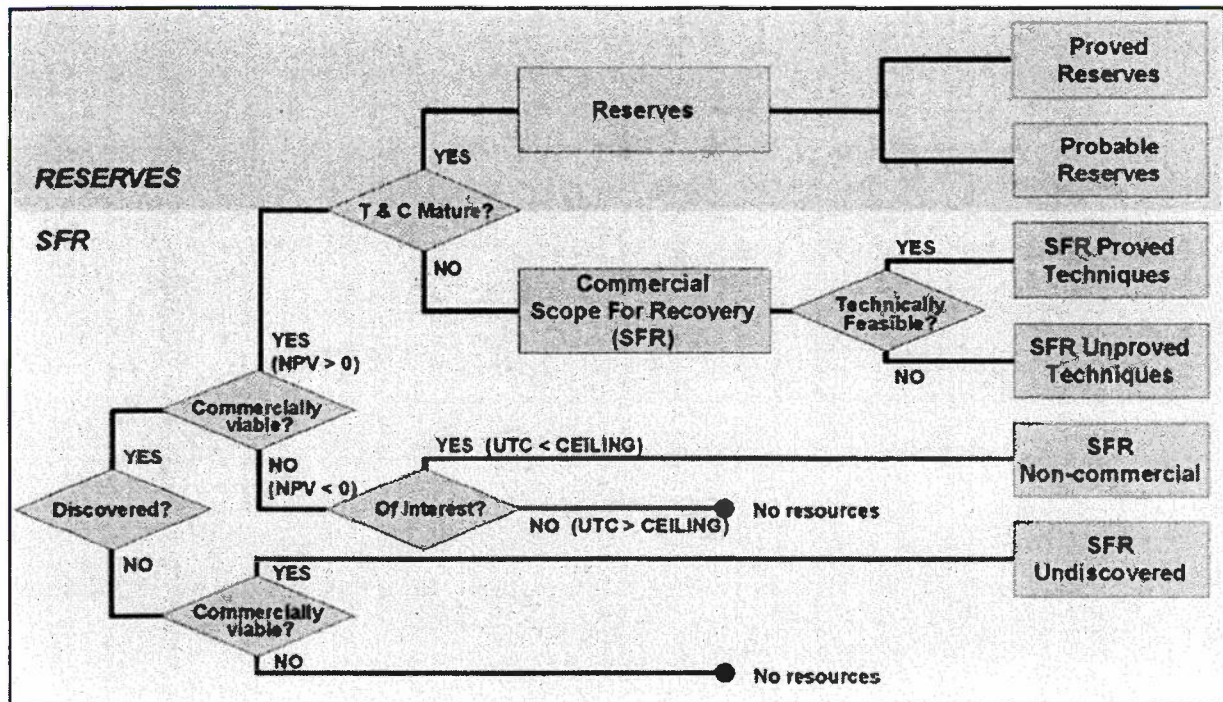 Proved
Reserves
Reserves
Probable
Reserves
YES
RESERVES
T & C Mature?
SFR
NO
YES
SFR Proved
Techniques
Commercial
Scope For Recovery
(SFR)
Technically
Feasible?
SFR Unproved
Techniques
NO
YES
(NPV > 0)
Commercially
viable?
YES (UTC < CEILING)
SFR
Non-commercial
YES
NO
(NPV < 0)
Discovered?
Of Interest?
No resources
NO (UTC > CEILING)
SFR
Undiscovered
NO
YES
Commercially
viable?
NO
No resources